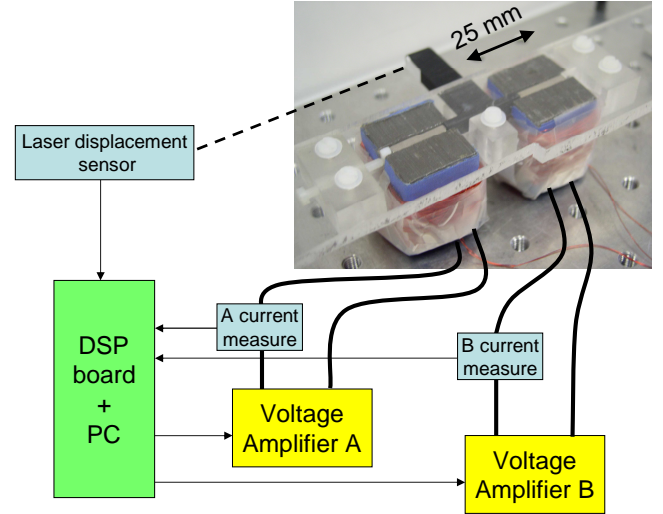 25 mm
Laser displacement
sensor
A current
measure
B current
measure
DSP
board
+
PC
Voltage
Amplifier A
Voltage
Amplifier B